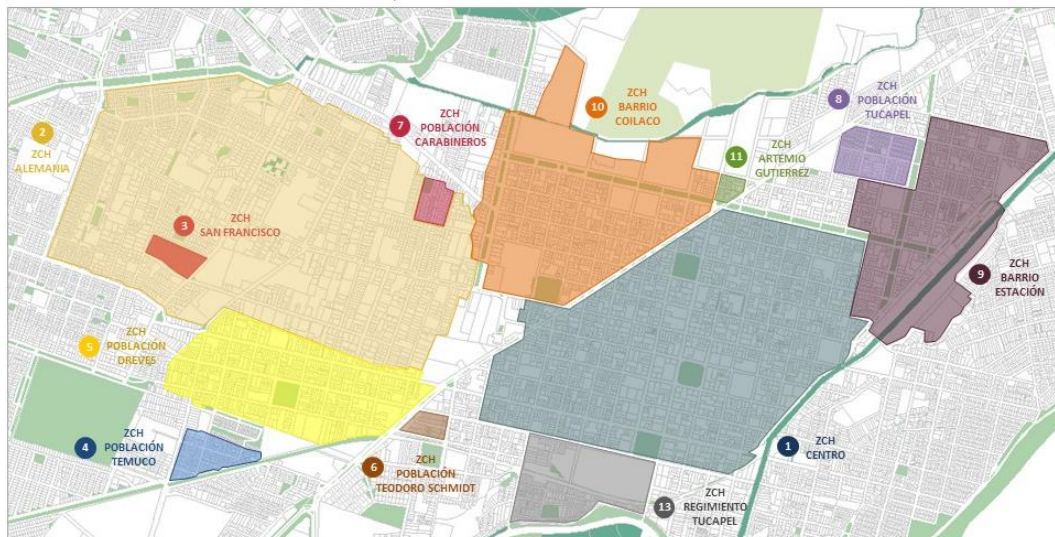 2
ZCH
ALEMANIA
3
ZCH
SAN FRANCISCO
7
ZCH
POBLACIÓN
CARABINEROS
10
ZCH
BARRIO
COILACO
8
ZCH
POBLACIÓN
TUCAPEL
11
ZCH
ARTEMIO
GUTIERREZ
9
ZCH
BARRIO
ESTACIÓN
5
ZCH
POBLACIÓN
DREVES
4
ZCH
POBLACIÓN
TEMUCO
6
ZCH
POBLACIÓN
TEODORO SCHMIDT
1
ZCH
CENTRO
13
ZCH
REGIMIENTO
TUCAPEL